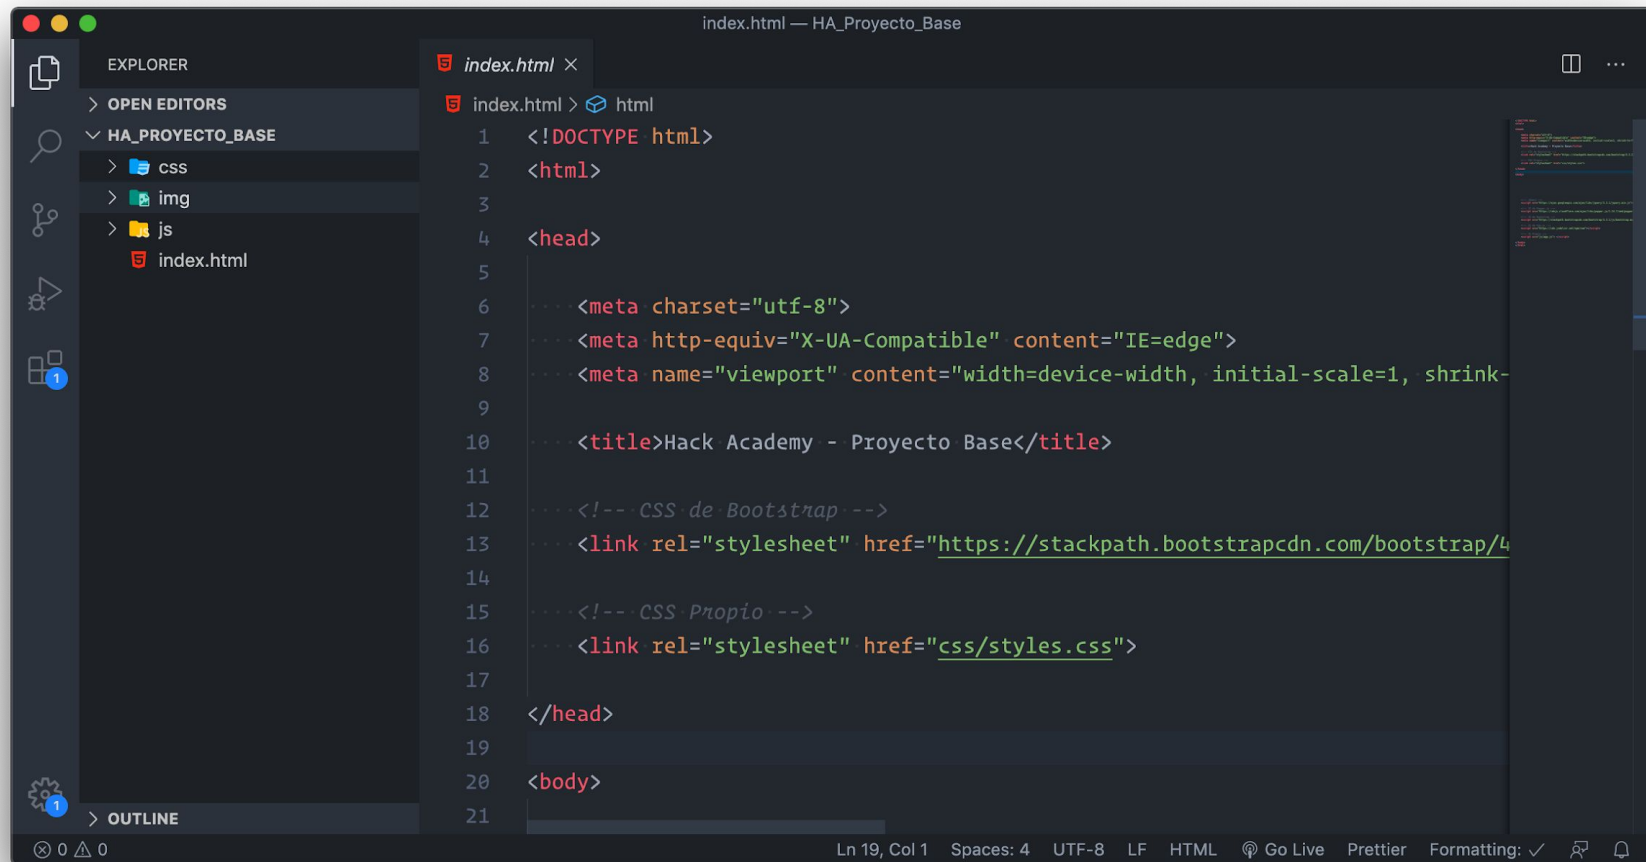 index.html — HA_Proyecto_Base
EXPLORER
OPEN EDITORS
HA_PROYECTO_BASE
css
img
js
index.html
OUTLINE
1
1
index.html
index.html > html
1 <!DOCTYPE html>
2 <html>
3
4 <head>
5
6 <meta charset="utf-8">
7 <meta http-equiv="X-UA-Compatible" content="IE=edge">
8 <meta name="viewport" content="width=device-width, initial-scale=1, shrink-
9
10 <title>Hack Academy - Proyecto Base</title>
11
12 <!-- CSS de Bootstrap -->
13 <link rel="stylesheet" href="https://stackpath.bootstrapcdn.com/bootstrap/4
14
15 <!-- CSS Propio -->
16 <link rel="stylesheet" href="css/styles.css">
17
18 </head>
19
20 <body>
21
0 0
Ln 19, Col 1 Spaces: 4 UTF-8 LF HTML Go Live Prettier Formatting: ✓